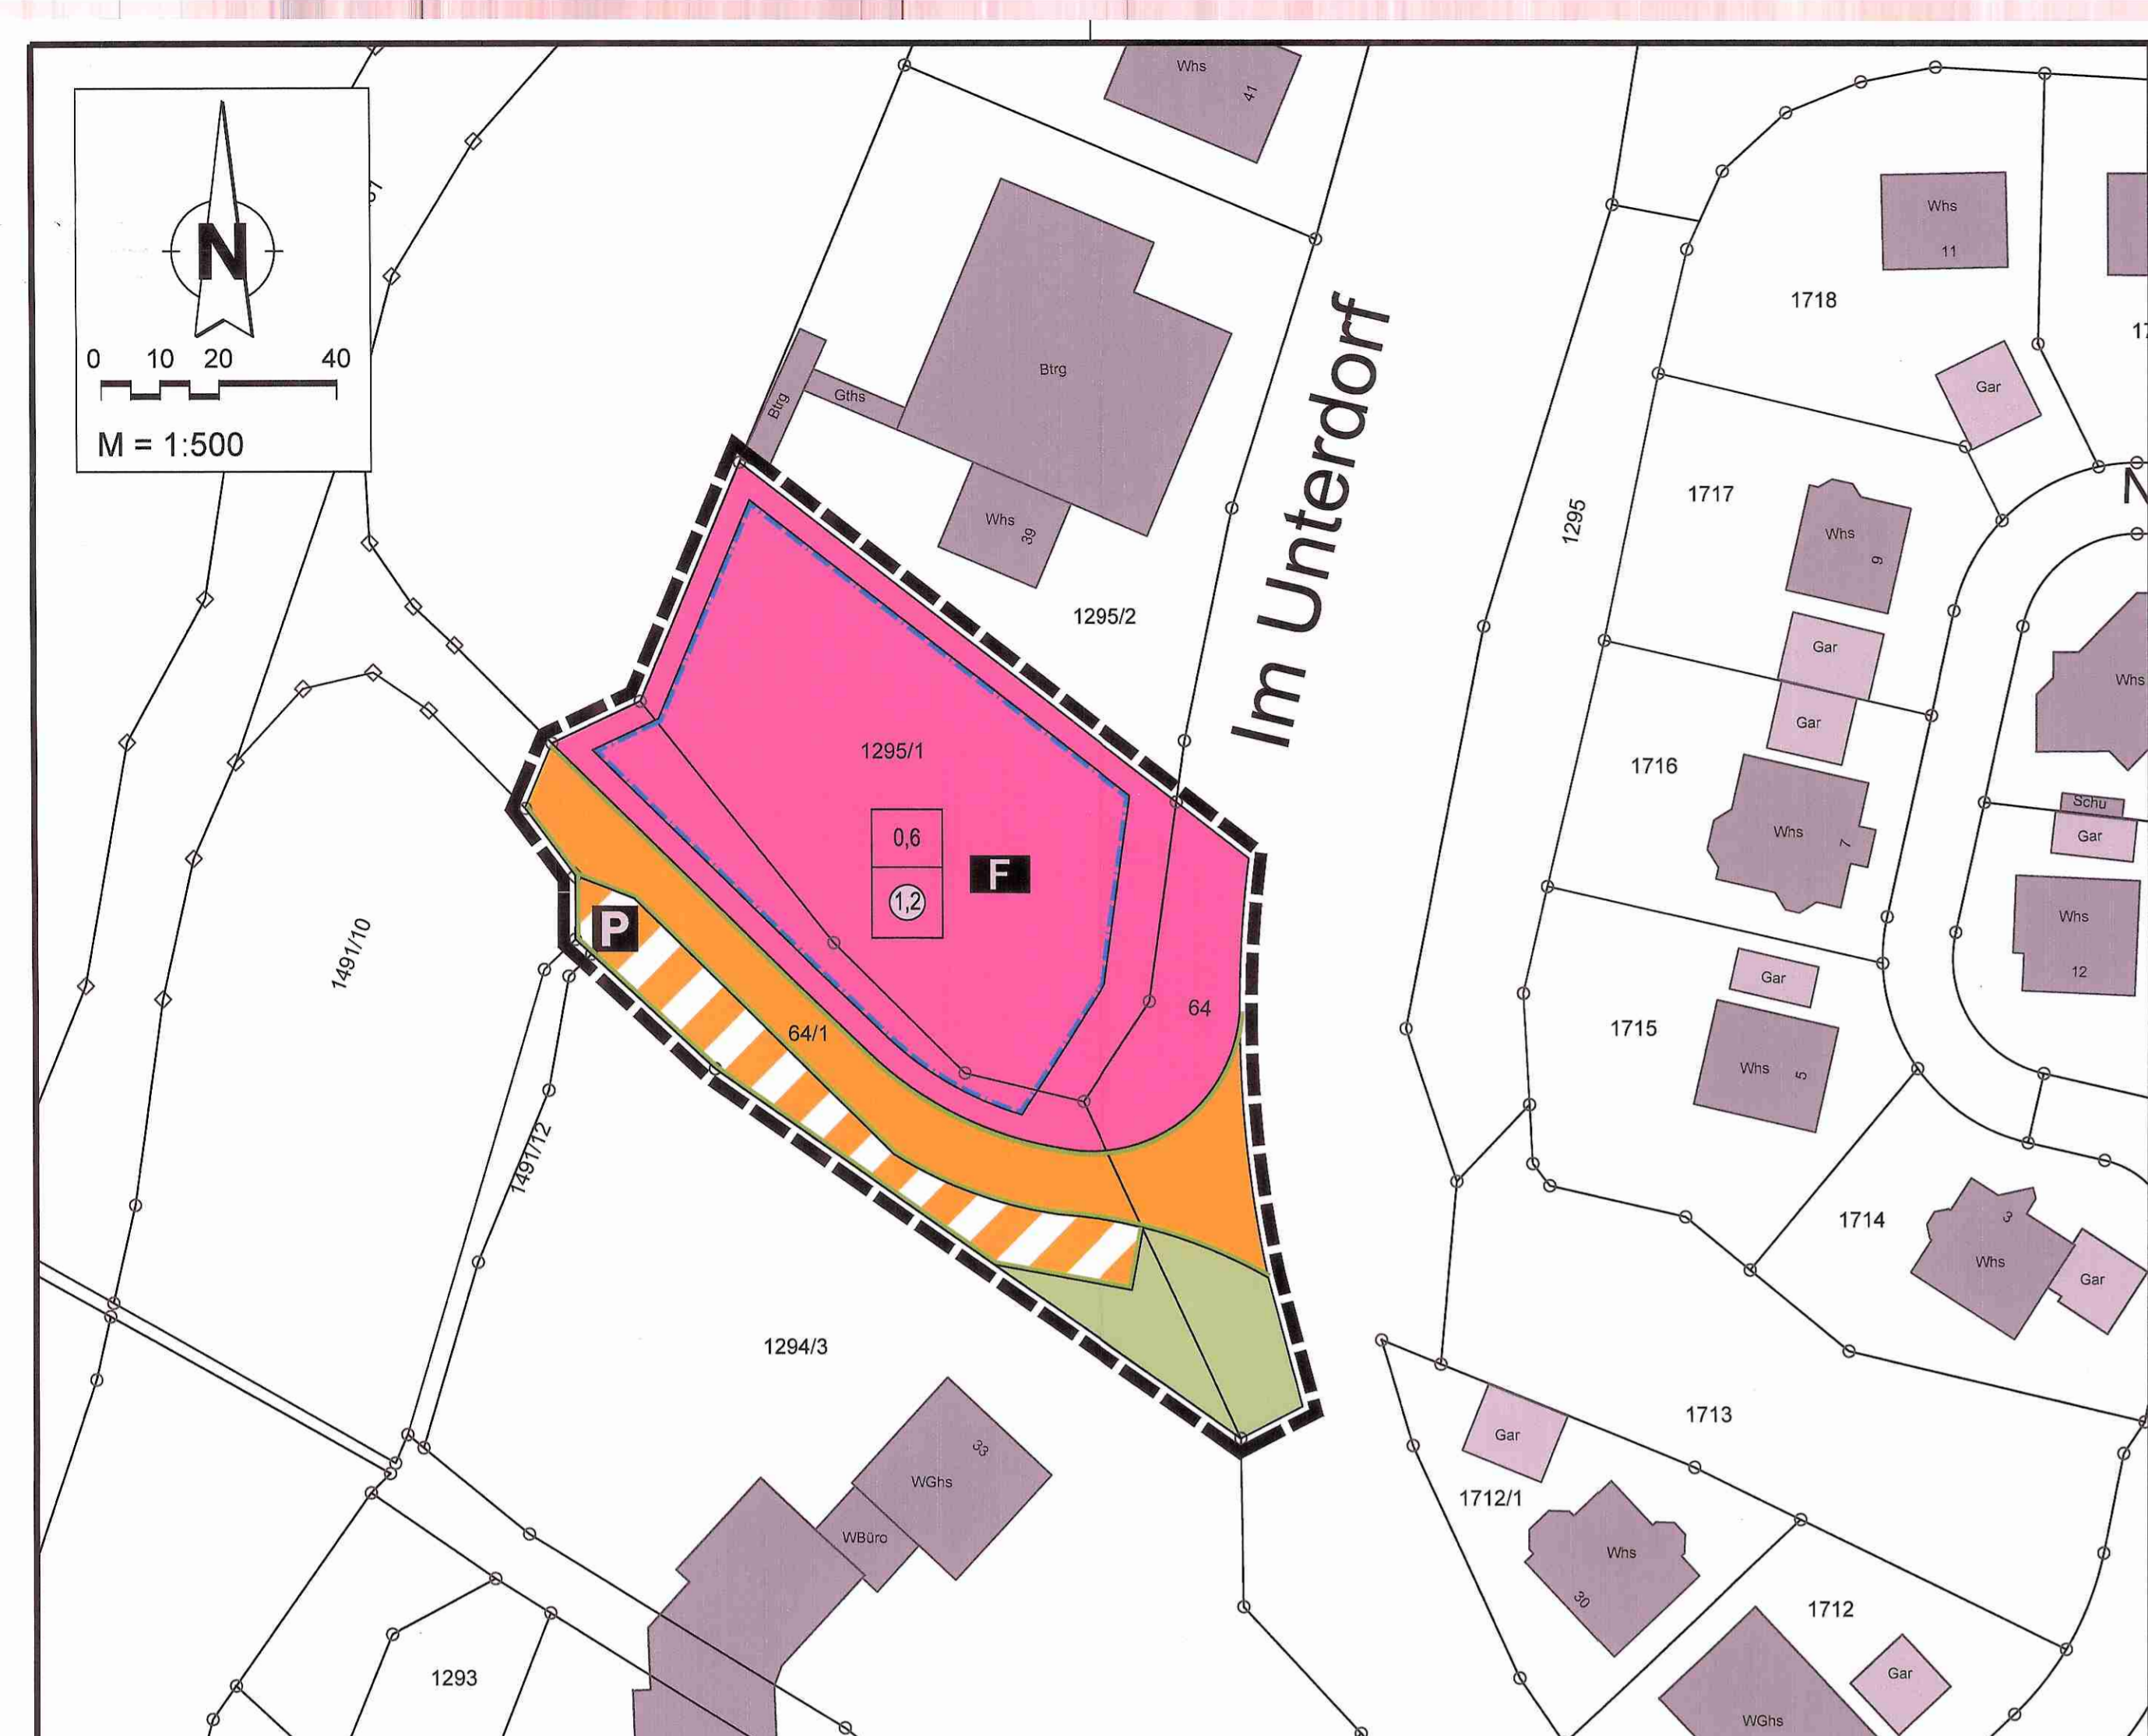 Whs
41
N
0 10 20 40
M = 1:500
Whs
11
1718
Btrg
Gths
Btrg
Gar
Im Unterdorf
1295
1717
Whs
39
Whs
9
1295/2
Gar
Whs
1295/1
Gar
1716
Schu
Gar
Whs
7
0,6
F
1,2
P
Whs
12
1491/10
64
64/1
Gar
1715
Whs
5
1491/12
1714
3
Whs
Gar
1294/3
1713
Gar
33
WGhs
1712/1
WBüro
Whs
30
1712
1293
Gar
WGhs